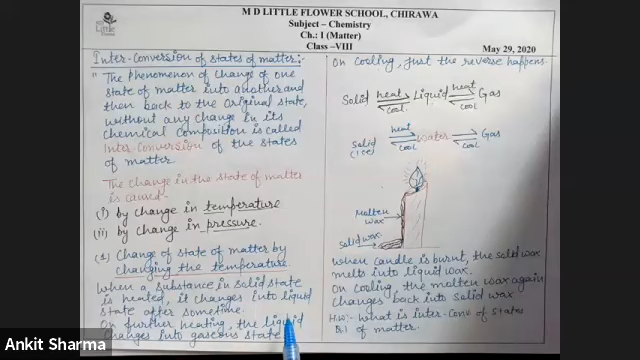 M D LITTLE FLOWER SCHOOL, CHIRAWA
Subject – Chemistry
Ch.: I (Matter)
Class –VIII
May 29, 2020
Little
Inter-Conversion of states of matter:-
" The phenomenon of change of one
state of matter into another and
then back to the original state,
without any change in its
chemical composition is called
Inter-Conversion of the states
of matter.
The change in the state of matter
is caused-
(i) by change in temperature
(ii) by change in pressure.
(1) Change of state of matter by
changing the temperature
When a substance in solid state
is heated, it changes into liquid
state after sometime.
On further heating, the liquid
changes into gaseous state
On Cooling, Just the reverse happens
Solid heat cool Liquid heat cool Gas
Solid (ice) heat cool water cool Gas
Molten wax
Solid wax
When candle is burnt, the solid wax
melts into liquid wax.
On cooling, the molten wax again
changes back into solid wax
H.W:- What is inter-Conv of states
of matter.
Ankit Sharma